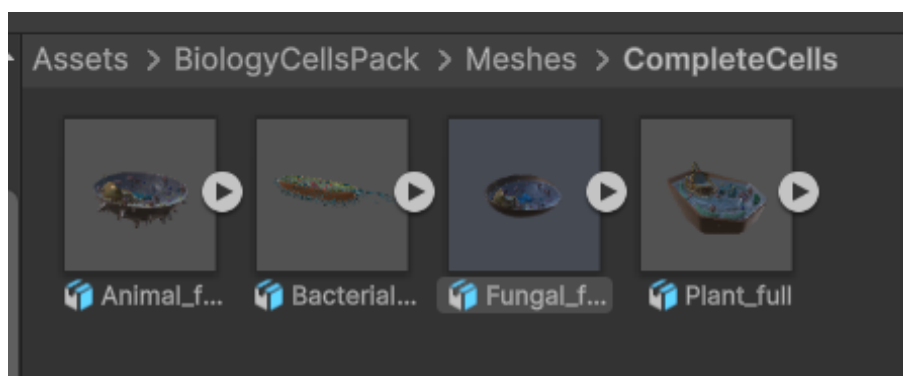 Assets > BiologyCellsPack > Meshes > CompleteCells
Animal_f... Bacterial... Fungal_f... Plant_full